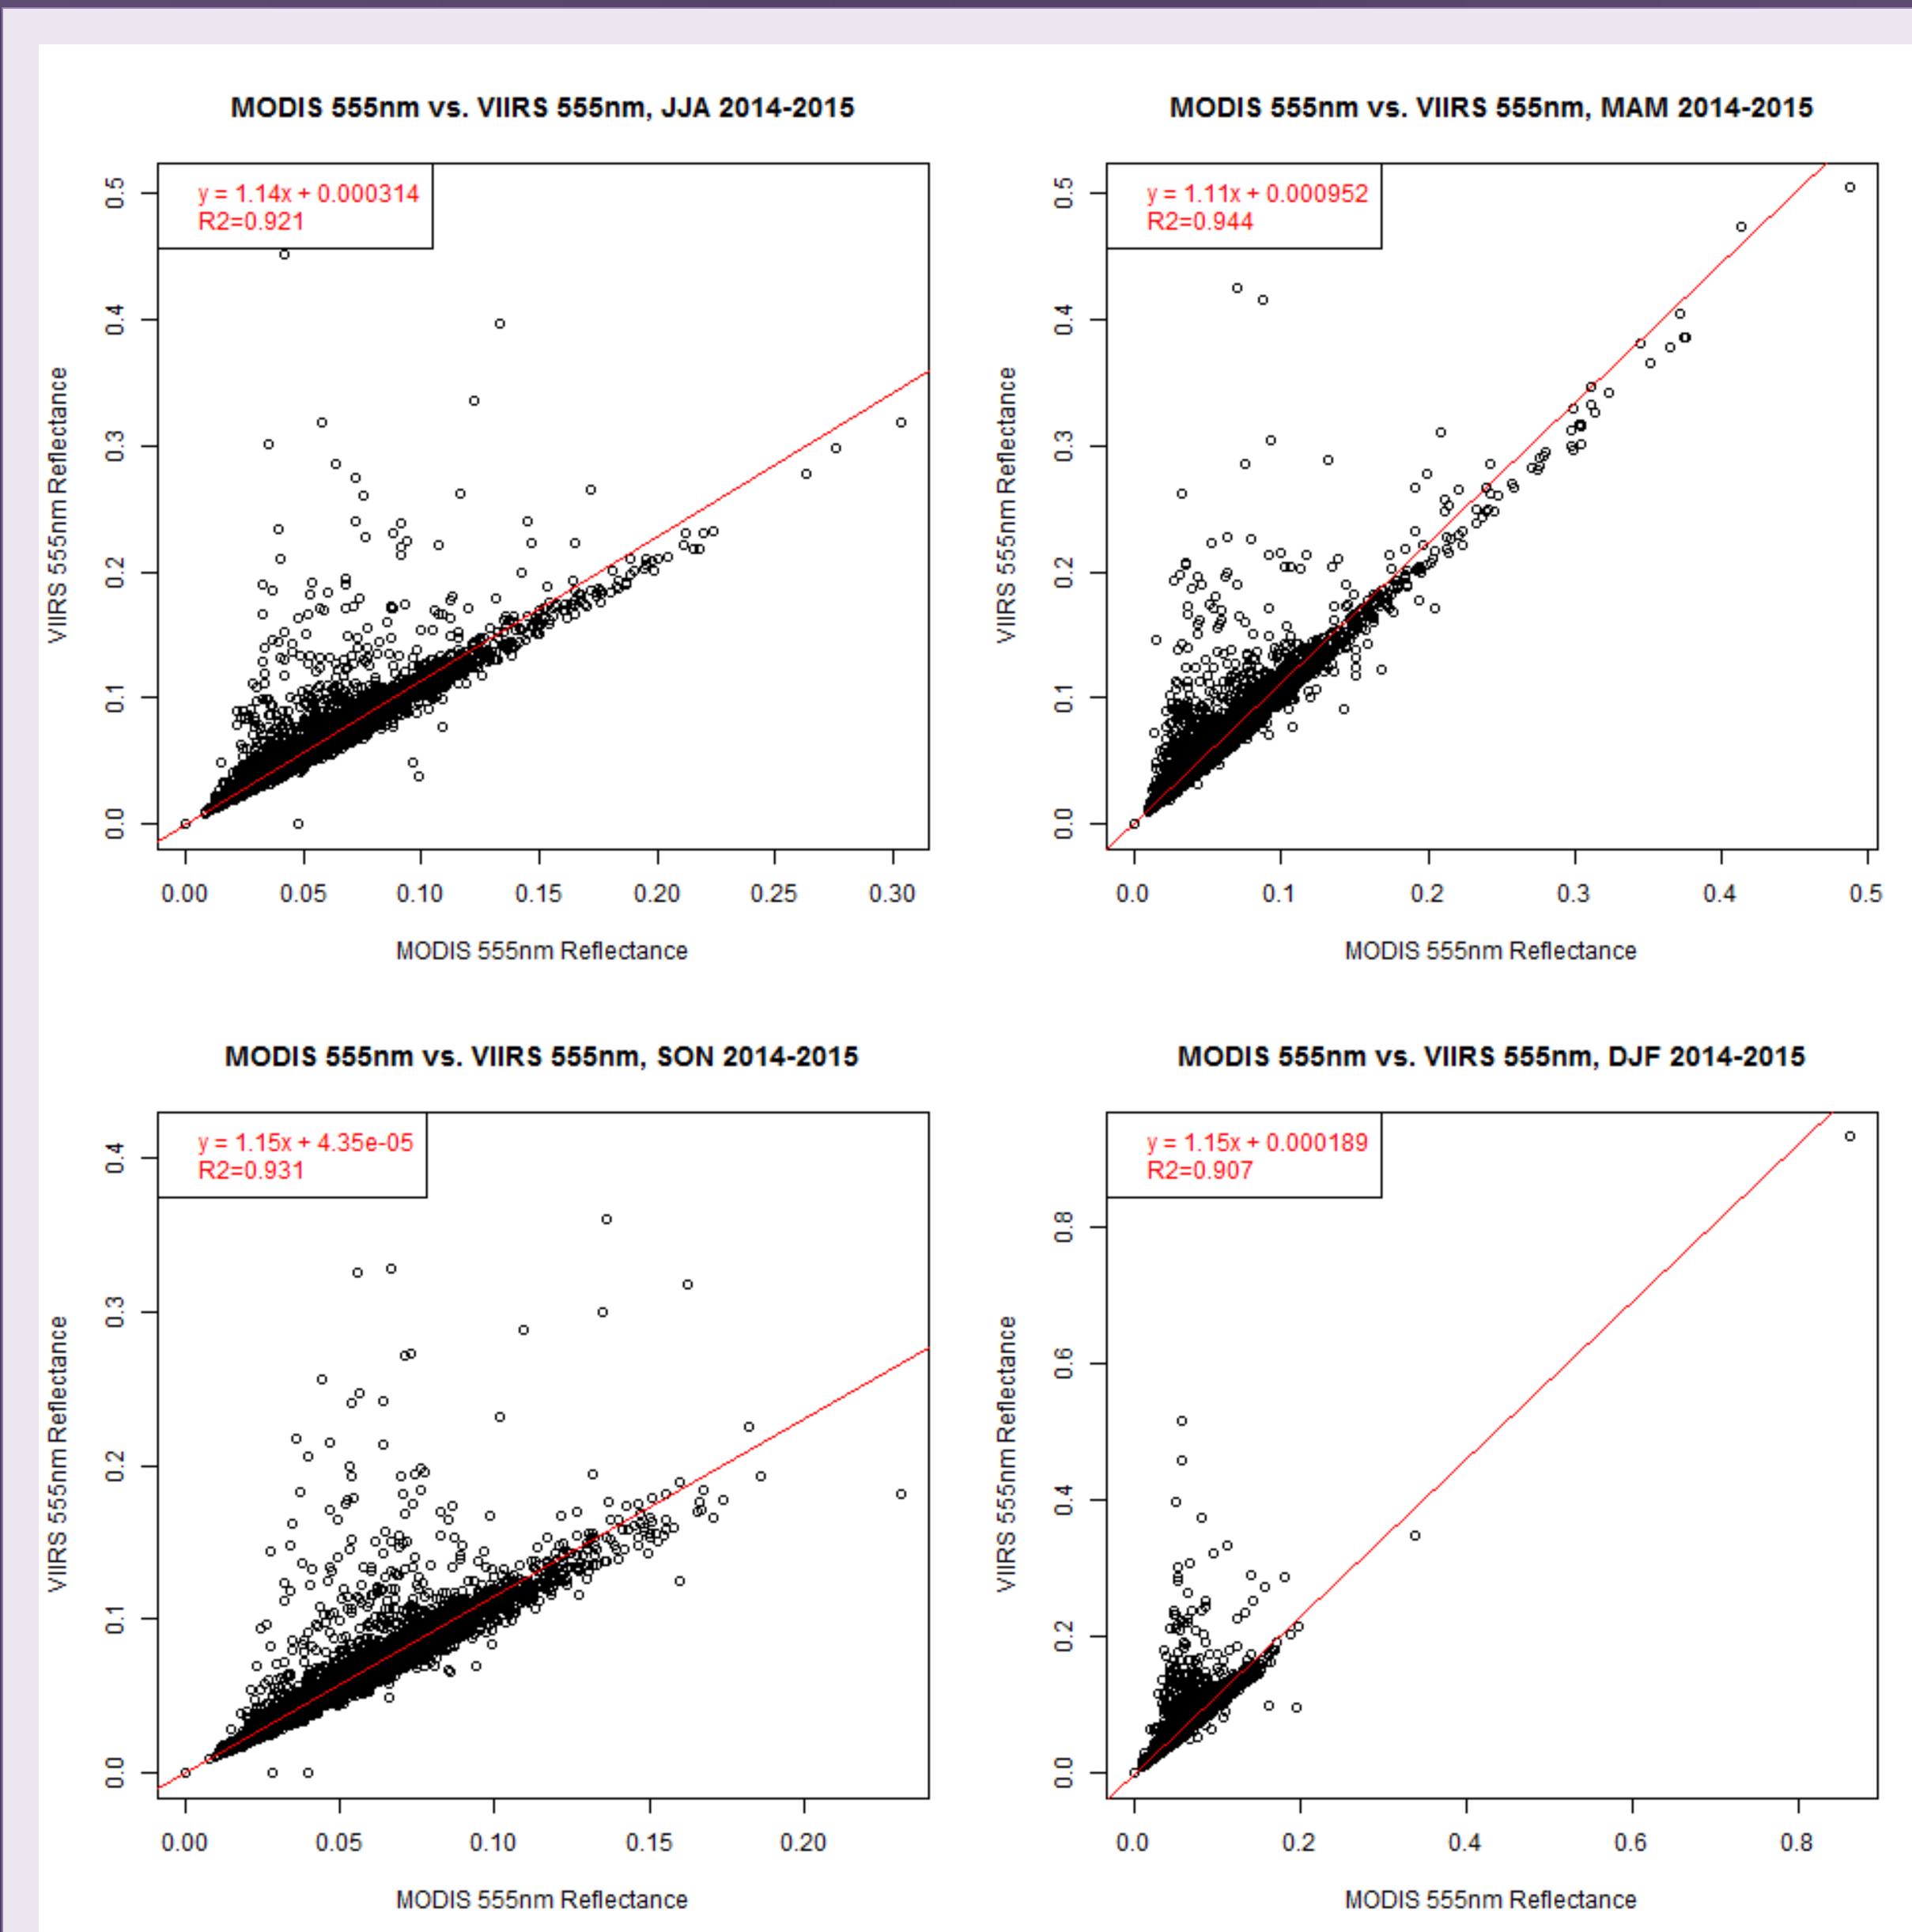 MODIS 555nm vs. VIIRS 555nm, JJA 2014-2015
y = 1.14x + 0.000314
R2=0.921
VIIRS 555nm Reflectance
0.5
0.4
0.3
0.2
0.1
0.0
0.00 0.05 0.10 0.15 0.20 0.25 0.30
MODIS 555nm Reflectance
MODIS 555nm vs. VIIRS 555nm, MAM 2014-2015
y = 1.11x + 0.000952
R2=0.944
VIIRS 555nm Reflectance
0.5
0.4
0.3
0.2
0.1
0.0
0.0 0.1 0.2 0.3 0.4 0.5
MODIS 555nm Reflectance
MODIS 555nm vs. VIIRS 555nm, SON 2014-2015
y = 1.15x + 4.35e-05
R2=0.931
VIIRS 555nm Reflectance
0.4
0.3
0.2
0.1
0.0
0.00 0.05 0.10 0.15 0.20
MODIS 555nm Reflectance
MODIS 555nm vs. VIIRS 555nm, DJF 2014-2015
y = 1.15x + 0.000189
R2=0.907
VIIRS 555nm Reflectance
0.8
0.6
0.4
0.2
0.0
0.0 0.2 0.4 0.6 0.8
MODIS 555nm Reflectance